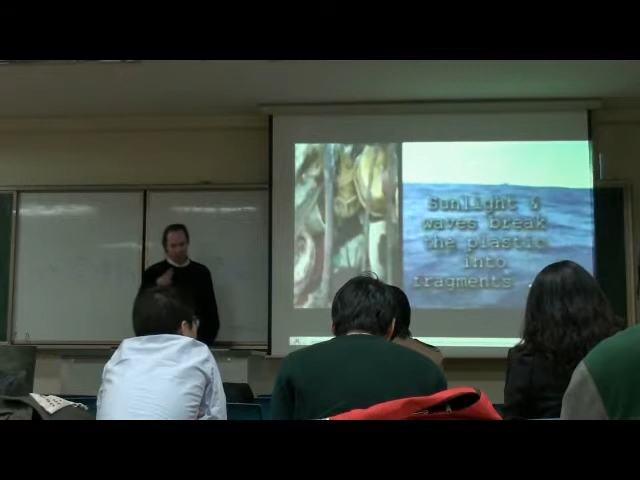 Sunlight &
waves break
the plastic
into
fragments